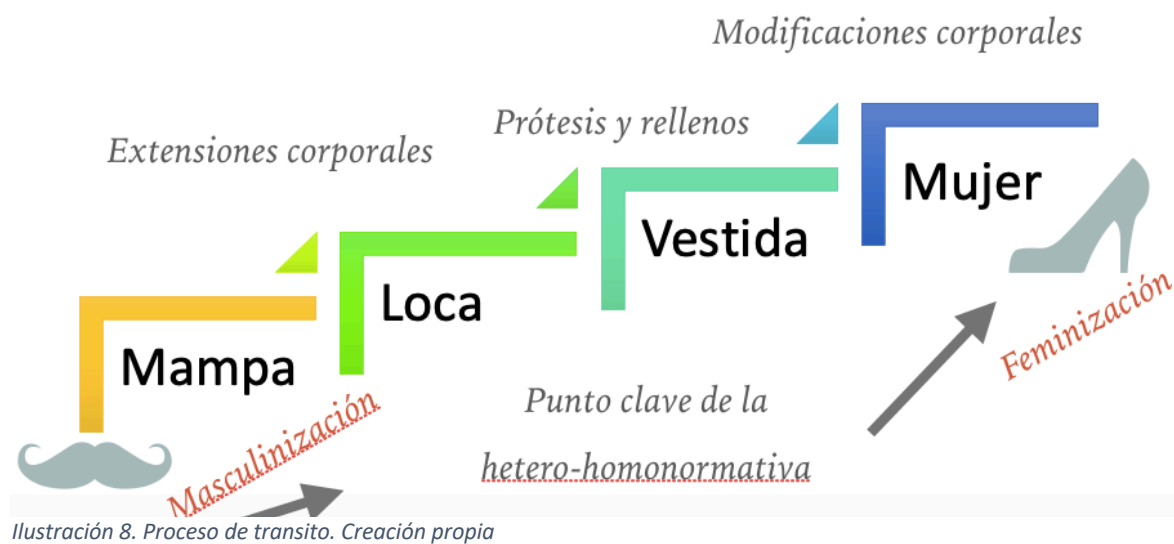 Modificaciones corporales
Prótesis y rellenos
Extensiones corporales
Mujer
Vestida
Loca
Mampa
Feminización
Masculinización
Punto clave de la
hetero-homonormativa
Ilustración 8. Proceso de transito. Creación propia